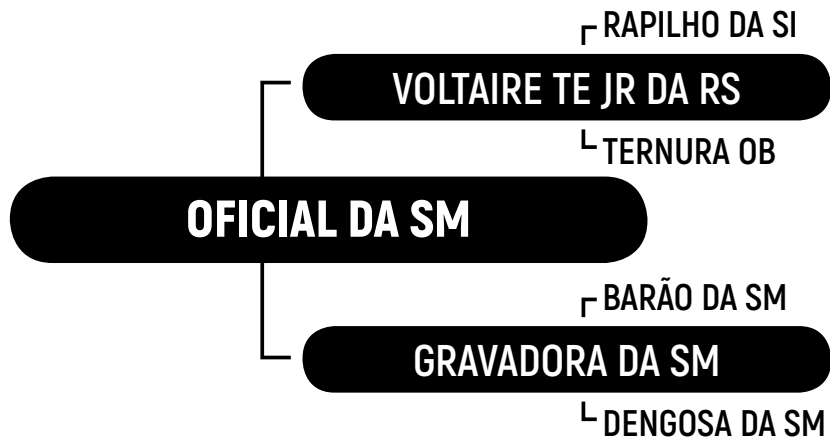 RAPILHO DA SI
VOLTAIRE TE JR DA RS
TERNURA OB
OFICIAL DA SM
BARÃO DA SM
GRAVADORA DA SM
DENGOSA DA SM